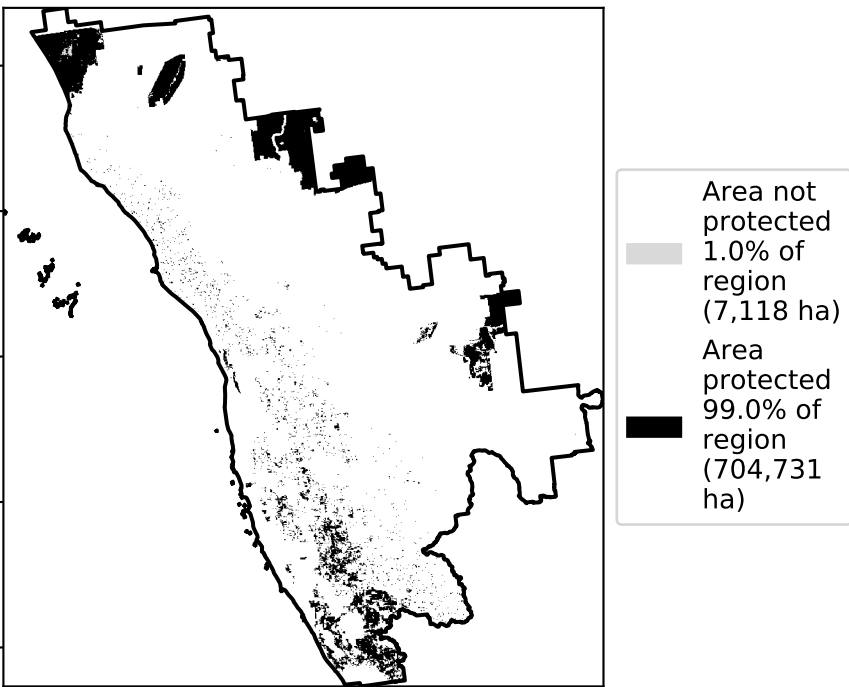 Area not
protected
1.0% of
region
(7,118 ha)
Area
protected
99.0% of
region
(704,731
ha)